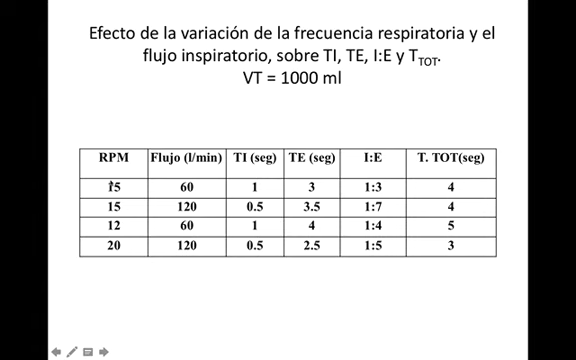 Efecto de la variación de la frecuencia respiratoria y el
flujo inspiratorio, sobre TI, TE, I:E y TTOT.
VT = 1000 ml
RPM Flujo (l/min) TI (seg) TE (seg) I:E T. TOT(seg)
15 60 1 3 1:3 4
15 120 0.5 3.5 1:7 4
12 60 1 4 1:4 5
20 120 0.5 2.5 1:5 3